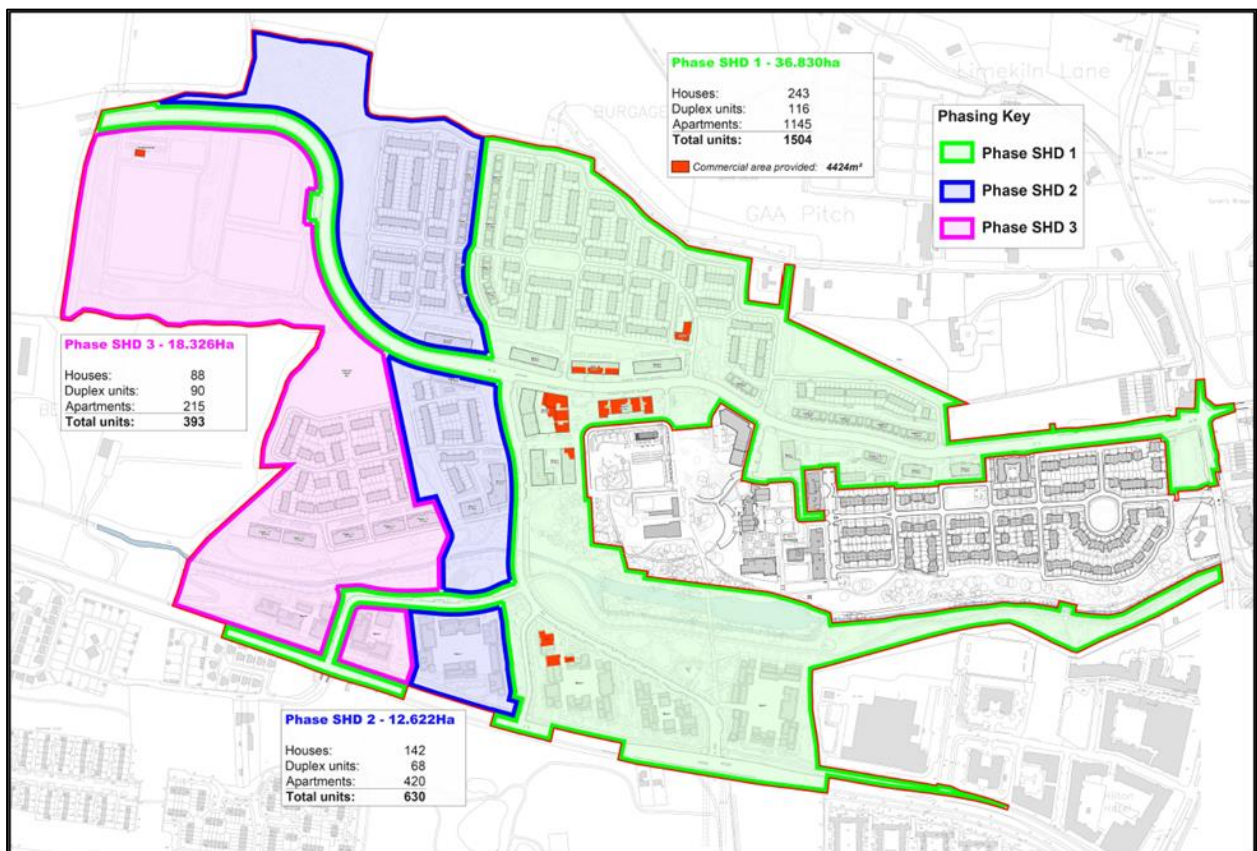 Limekiln Lane
BURGAGE
GAA Pitch
Phase SHD 1 - 36.830ha
Houses: 243
Duplex units: 116
Apartments: 1145
Total units: 1504
Commercial area provided: 4424m²
Phasing Key
Phase SHD 1
Phase SHD 2
Phase SHD 3
Phase SHD 3 - 18.326Ha
Houses: 88
Duplex units: 90
Apartments: 215
Total units: 393
Phase SHD 2 - 12.622Ha
Houses: 142
Duplex units: 68
Apartments: 420
Total units: 630
Hilton